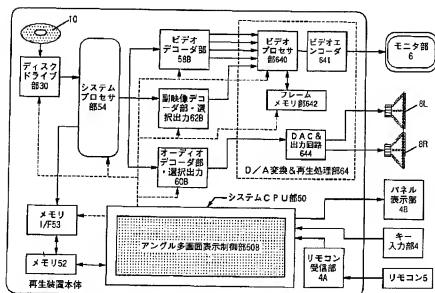 10
ディスク
ドライブ
部30
システム
プロセサ
部54
ビデオ
デコーダ部
58B
副映像デコ
ーダ部・選
択出力62B
オーディオ
デコーダ部
・選択出力
60B
ビデオ
プロセサ
部640
ビデオエ
ンコーダ
641
フレーム
メモリ部642
DAC&
出力回路
644
D/A変換&再生処理部64
モニタ部
6
8L
8R
システムCPU部50
アングル多画面表示制御部50B
メモリ
I/F53
メモリ52
再生装置本体
パネル
表示部
4B
キー
入力部4
リモコン
受信部
4A
リモコン5